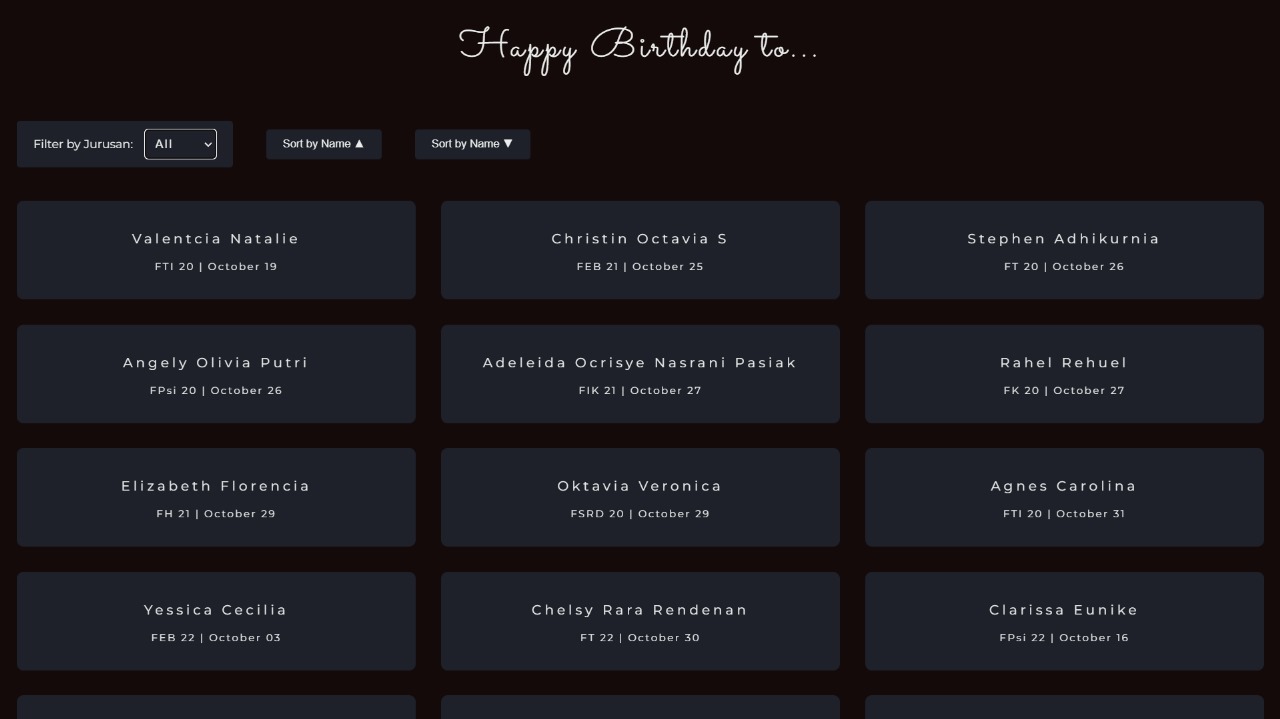 Happy Birthday to...
Filter by Jurusan: All
Sort by Name ▲
Sort by Name ▼
Valentcia Natalie
FTI 20 | October 19
Christin Octavia S
FEB 21 | October 25
Stephen Adhikurnia
FT 20 | October 26
Angely Olivia Putri
FPsi 20 | October 26
Adeleida Ocrisye Nasrani Pasiak
FIK 21 | October 27
Rahel Rehuel
FK 20 | October 27
Elizabeth Florencia
FH 21 | October 29
Oktavia Veronica
FSRD 20 | October 29
Agnes Carolina
FTI 20 | October 31
Yessica Cecilia
FEB 22 | October 03
Chelsy Rara Rendenan
FT 22 | October 30
Clarissa Eunike
FPsi 22 | October 16